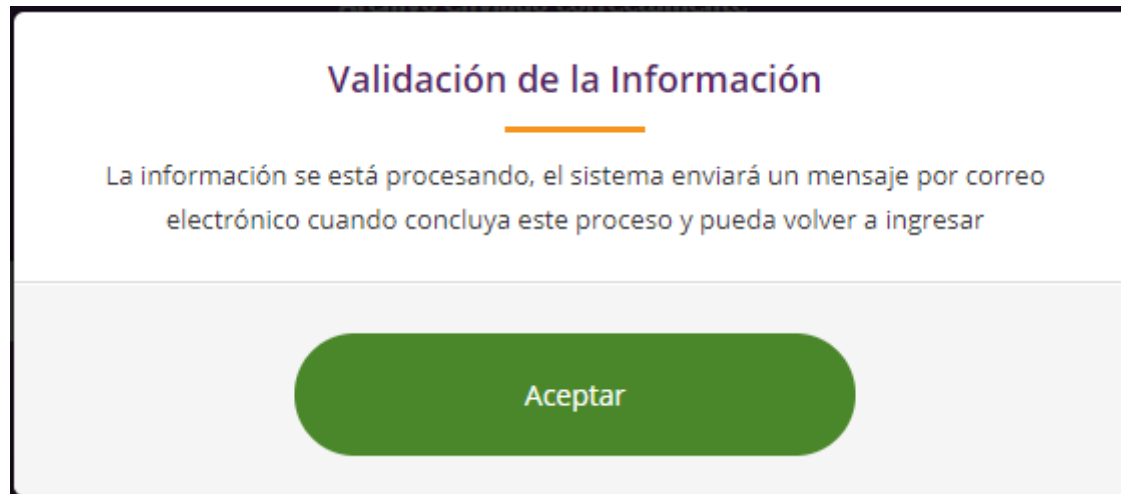 Validación de la Información
La información se está procesando, el sistema enviará un mensaje por correo
electrónico cuando concluya este proceso y pueda volver a ingresar
Aceptar